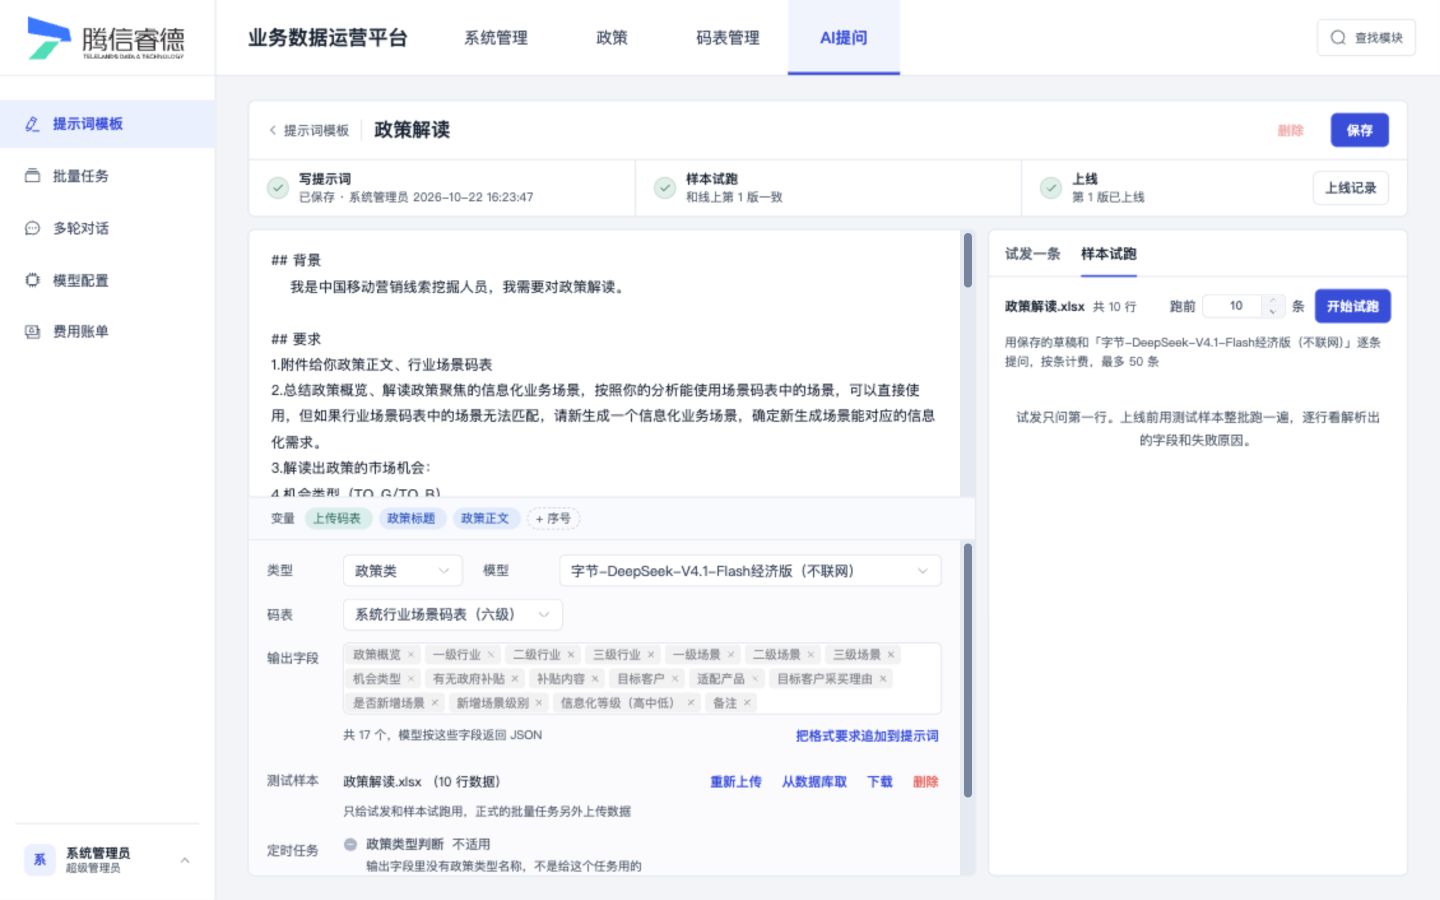 腾信睿德
TELELANDS DATA & TECHNOLOGY
业务数据运营平台
系统管理
政策
码表管理
AI提问
查找模块
提示词模板
批量任务
多轮对话
模型配置
费用账单
系
系统管理员
超级管理员
提示词模板
政策解读
删除
保存
写提示词
已保存 · 系统管理员 2026-10-22 16:23:47
样本试跑
和线上第 1 版一致
上线
第 1 版已上线
上线记录
## 背景
我是中国移动营销线索挖掘人员，我需要对政策解读。
## 要求
1.附件给你政策正文、行业场景码表
2.总结政策概览、解读政策聚焦的信息化业务场景，按照你的分析能使用场景码表中的场景，可以直接使
用，但如果行业场景码表中的场景无法匹配，请新生成一个信息化业务场景，确定新生成场景能对应的信息
化需求。
3.解读出政策的市场机会：
4.机会类型（TO G/TO B）
变量 上传码表 政策标题 政策正文 + 序号
类型 政策类 模型 字节-DeepSeek-V4.1-Flash经济版（不联网）
码表 系统行业场景码表（六级）
输出字段 政策概览 × 一级行业 × 二级行业 × 三级行业 × 一级场景 × 二级场景 × 三级场景 ×
机会类型 × 有无政府补贴 × 补贴内容 × 目标客户 × 适配产品 × 目标客户采买理由 ×
是否新增场景 × 新增场景级别 × 信息化等级（高中低） × 备注 ×
共 17 个，模型按这些字段返回 JSON
把格式要求追加到提示词
测试样本 政策解读.xlsx （10 行数据）
重新上传 从数据库取 下载 删除
只给试发和样本试跑用，正式的批量任务另外上传数据
定时任务 政策类型判断 不适用
输出字段里没有政策类型名称，不是给这个任务用的
试发一条 样本试跑
政策解读.xlsx 共 10 行 跑前 10 条 开始试跑
用保存的草稿和「字节-DeepSeek-V4.1-Flash经济版（不联网）」逐条
提问，按条计费，最多 50 条
试发只问第一行。上线前用测试样本整批跑一遍，逐行看解析出
的字段和失败原因。